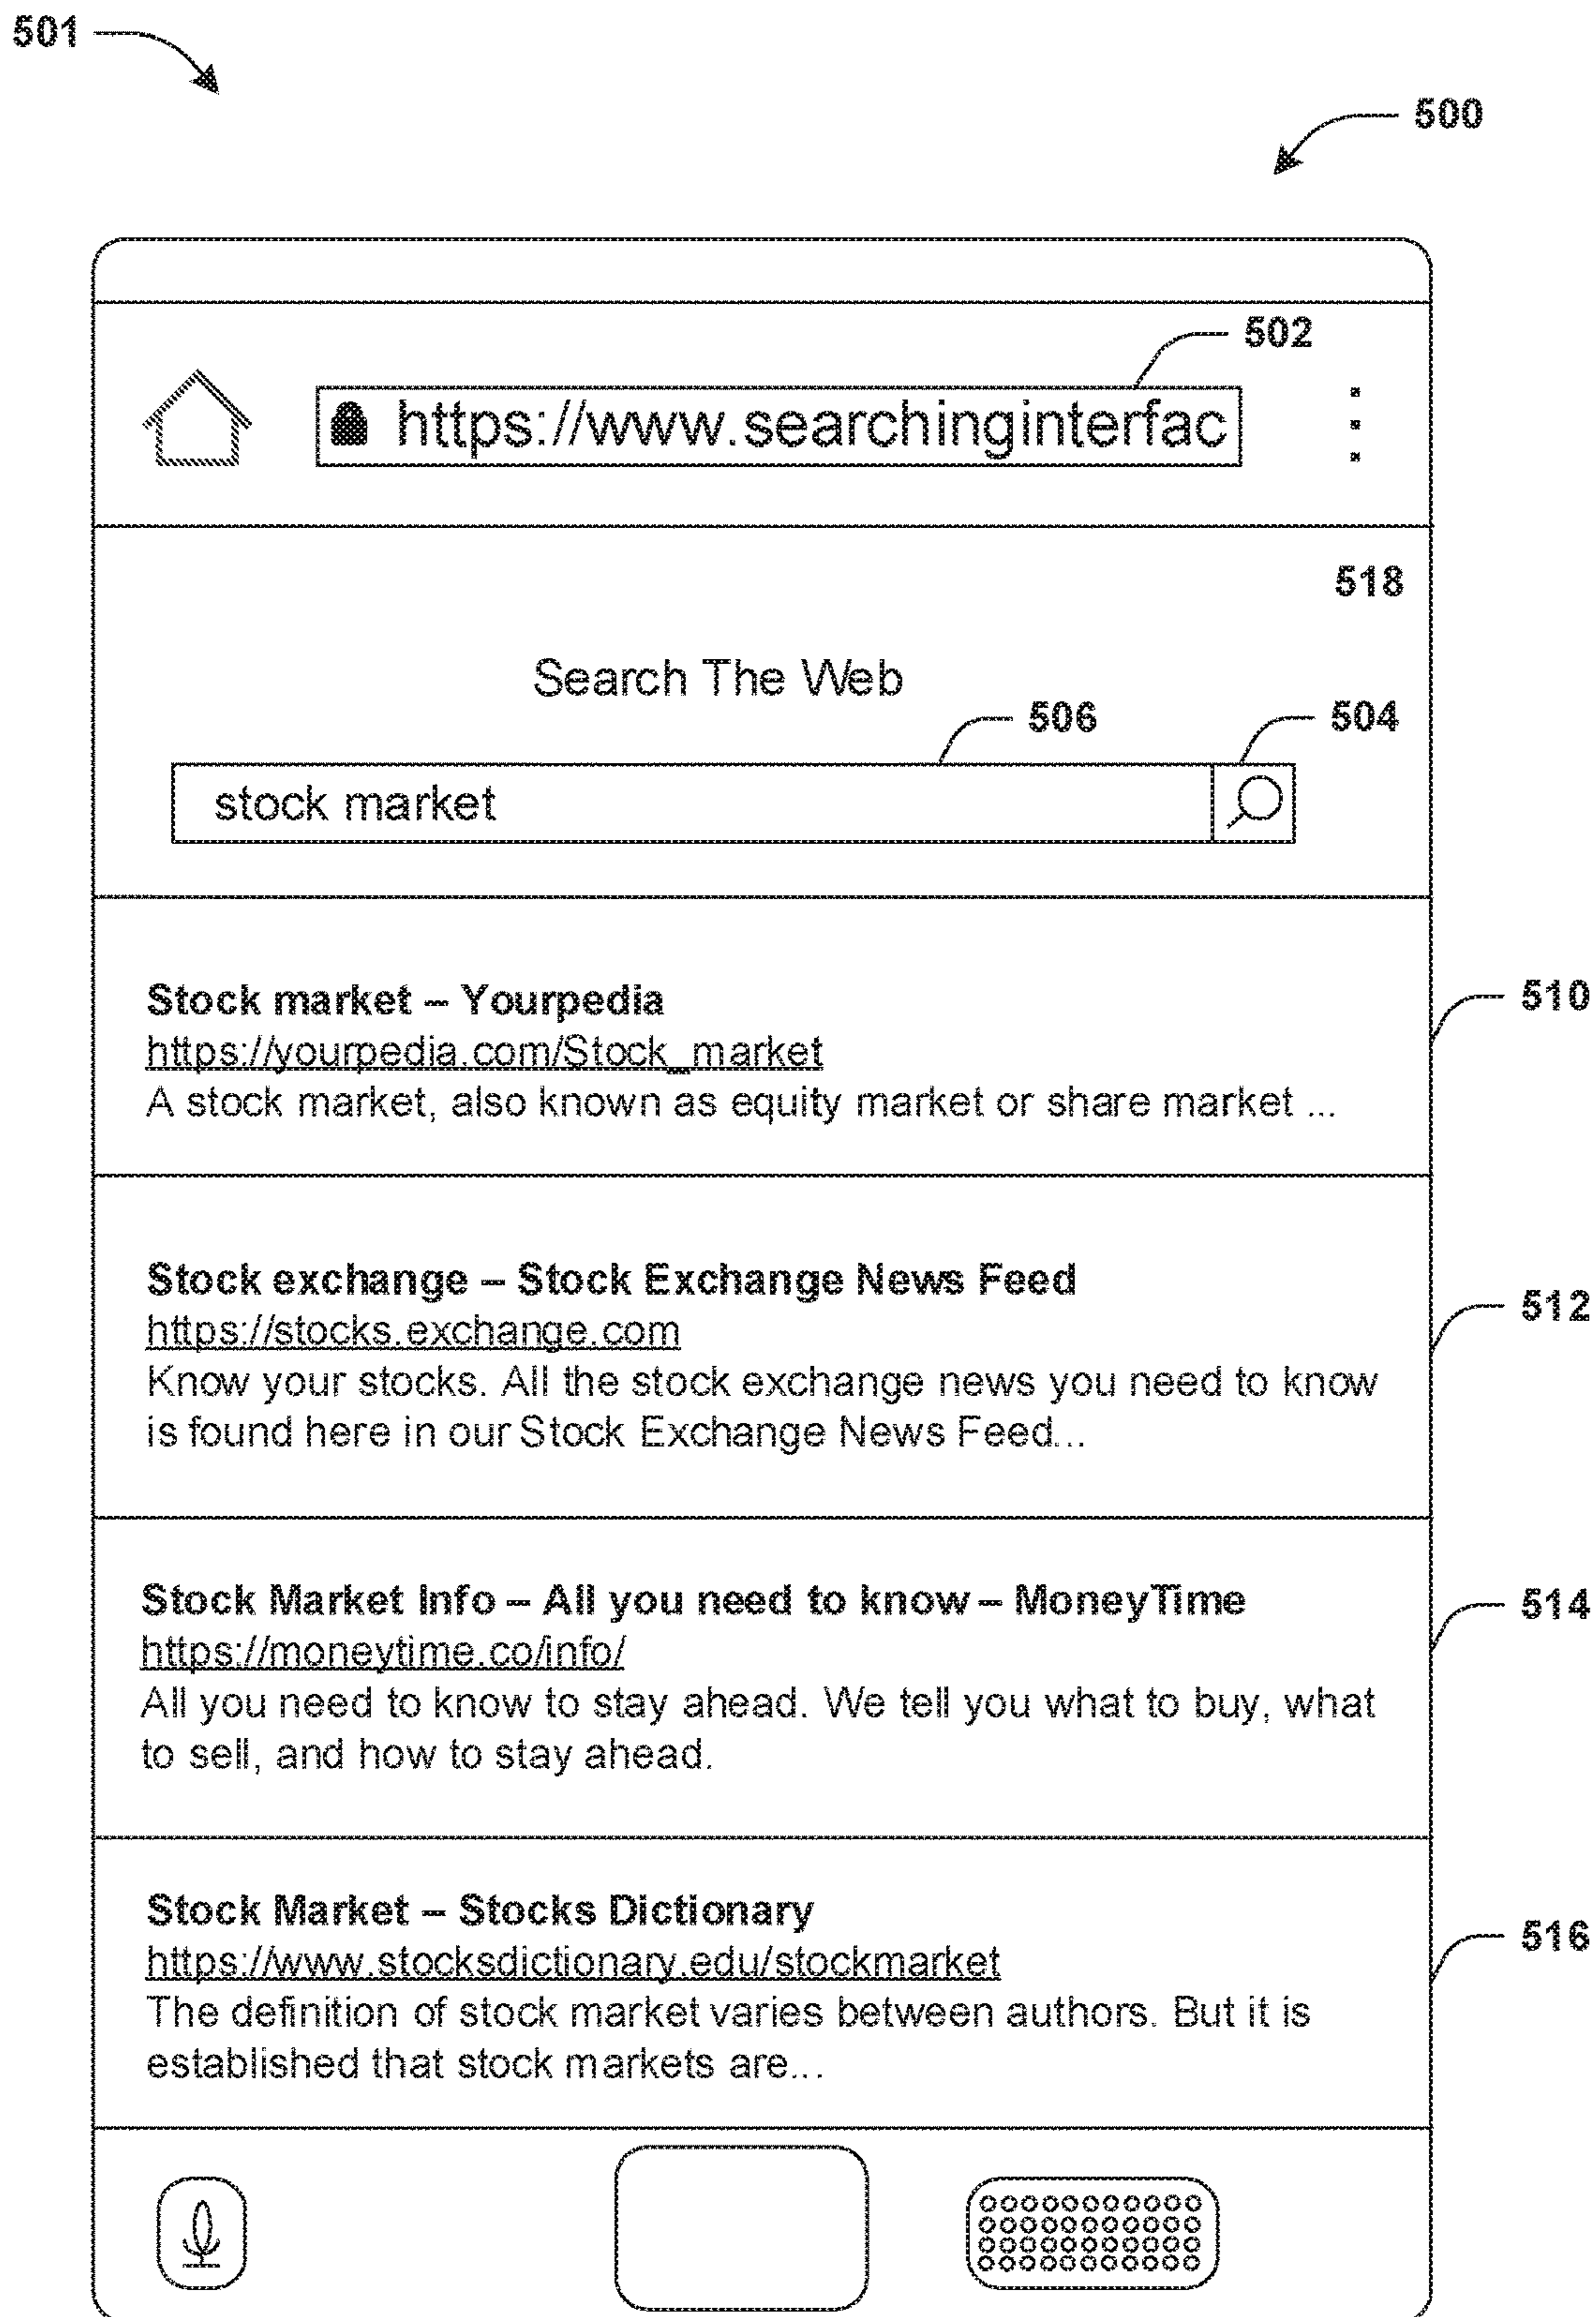 501
500
502
https://www.searchinginterfac
518
Search The Web
506
504
stock market
Stock market – Yourpedia
510
https://yourpedia.com/Stock_market
A stock market, also known as equity market or share market ...
Stock exchange – Stock Exchange News Feed
512
https://stocks.exchange.com
Know your stocks. All the stock exchange news you need to know
is found here in our Stock Exchange News Feed...
Stock Market Info – All you need to know – MoneyTime
514
https://moneytime.co/info/
All you need to know to stay ahead. We tell you what to buy, what
to sell, and how to stay ahead.
Stock Market – Stocks Dictionary
516
https://www.stocksdictionary.edu/stockmarket
The definition of stock market varies between authors. But it is
established that stock markets are...